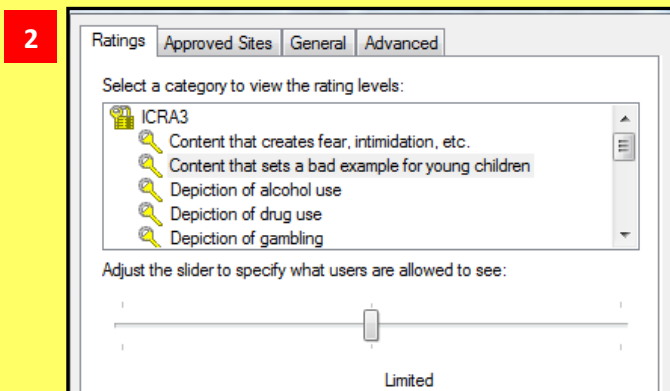 2
Ratings Approved Sites General Advanced
Select a category to view the rating levels:
ICRA3
Content that creates fear, intimidation, etc.
Content that sets a bad example for young children
Depiction of alcohol use
Depiction of drug use
Depiction of gambling
Adjust the slider to specify what users are allowed to see:
Limited